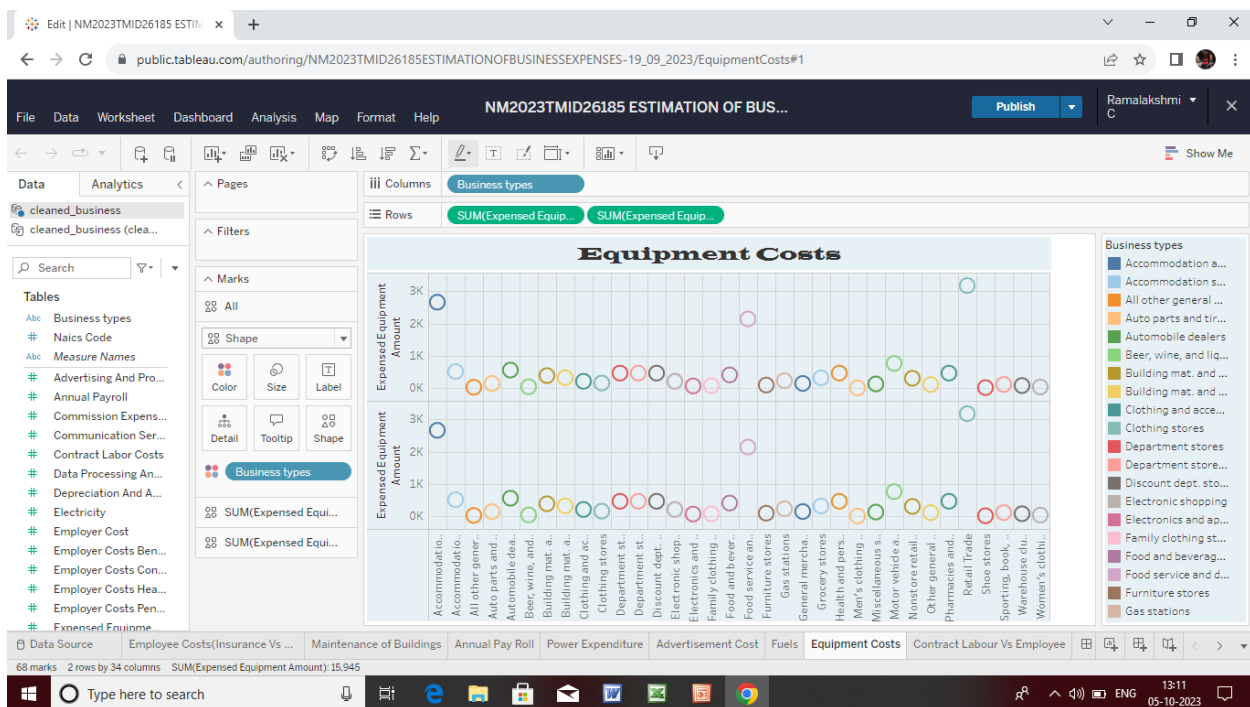 Edit | NM2023TMID26185 ESTIM
public.tableau.com/authoring/NM2023TMID26185ESTIMATIONOFBUSINESSEXPENSES-19_09_2023/EquipmentCosts#1
NM2023TMID26185 ESTIMATION OF BUS...
Publish
Ramalakshmi C
File Data Worksheet Dashboard Analysis Map Format Help
Show Me
Data Analytics
cleaned_business
cleaned_business (clea...
Search
Tables
Abc Business types
# Naics Code
Abc Measure Names
# Advertising And Pro...
# Annual Payroll
# Commission Expens...
# Communication Ser...
# Contract Labor Costs
# Data Processing An...
# Depreciation And A...
# Electricity
# Employer Cost
# Employer Costs Ben...
# Employer Costs Con...
# Employer Costs Hea...
# Employer Costs Pen...
# Expensed Equipme...
Pages
Filters
Marks
All
Shape
Color Size Label
Detail Tooltip Shape
Business types
SUM(Expensed Equi...
SUM(Expensed Equi...
Columns Business types
Rows SUM(Expensed Equip... SUM(Expensed Equip...
Equipment Costs
Expensed Equipment Amount
3K
2K
1K
0K
Expensed Equipment Amount
3K
2K
1K
0K
Accommodatio..
Accommodatio..
All other gener..
Auto parts and ..
Automobile dea..
Beer, wine, and..
Building mat. a..
Building mat. a..
Clothing and ac..
Clothing stores
Department st..
Department st..
Discount dept. ..
Electronic shop..
Electronics and ..
Family clothing ..
Food and bever..
Food service an..
Furniture stores
Gas stations
General mercha..
Grocery stores
Health and pers..
Men's clothing ..
Miscellaneous s..
Motor vehicle a..
Nonstore retail..
Other general ..
Pharmacies and..
Retail Trade
Shoe stores
Sporting, book, ..
Warehouse clu..
Women's clothi..
Business types
Accommodation a...
Accommodation s...
All other general ...
Auto parts and tir...
Automobile dealers
Beer, wine, and liq...
Building mat. and ...
Building mat. and ...
Clothing and acce...
Clothing stores
Department stores
Department store...
Discount dept. sto...
Electronic shopping
Electronics and ap...
Family clothing st...
Food and beverag...
Food service and d...
Furniture stores
Gas stations
Data Source Employee Costs(Insurance Vs ... Maintenance of Buildings Annual Pay Roll Power Expenditure Advertisement Cost Fuels Equipment Costs Contract Labour Vs Employee
68 marks 2 rows by 34 columns SUM(Expensed Equipment Amount): 15,945
Type here to search
ENG
13:11
05-10-2023